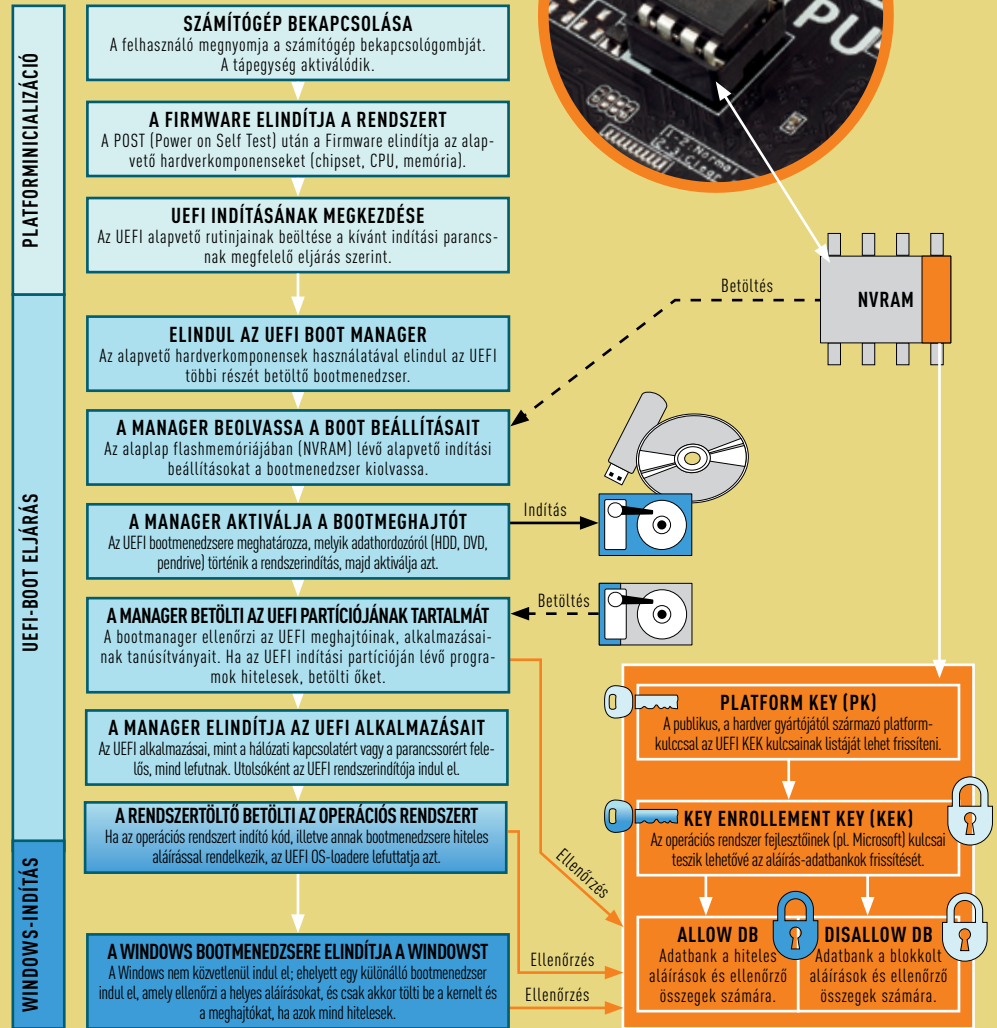 PLATFORMINICIALIZÁCIÓ
SZÁMÍTÓGÉP BEKAPCSOLÁSA
A felhasználó megnyomja a számítógép bekapcsológombját.
A tápegység aktiválódik.
A FIRMWARE ELINDÍTJA A RENDSZERT
A POST (Power on Self Test) után a Firmware elindítja az alap-
vető hardverkomponenseket (chipset, CPU, memória).
UEFI INDÍTÁSÁNAK MEGKEZDÉSE
Az UEFI alapvető rutinjainak beöltése a kívánt indítási parancs-
nak megfelelő eljárás szerint.
UEFI-BOOT ELJÁRÁS
ELINDUL AZ UEFI BOOT MANAGER
Az alapvető hardverkomponensek használatával elindul az UEFI
többi részét betöltő bootmenedzser.
A MANAGER BEOLVASSA A BOOT BEÁLLÍTÁSAIT
Az alaplap flashmemóriájában (NVRAM) lévő alapvető indítási
beállításokat a bootmenedzser kiolvassa.
A MANAGER AKTIVÁLJA A BOOTMEGHAJTÓT
Az UEFI bootmenedzsere meghatározza, melyik adathordozóról (HDD, DVD,
pendrive) történik a rendszerindítás, majd aktiválja azt.
A MANAGER BETÖLTI AZ UEFI PARTÍCIÓJÁNAK TARTALMÁT
A bootmanager ellenőrzi az UEFI meghajtóinak, alkalmazásai-
nak tanúsítványait. Ha az UEFI indítási partícióján lévő progra-
mok hitelesek, betölti őket.
A MANAGER ELINDÍTJA AZ UEFI ALKALMAZÁSAIT
Az UEFI alkalmazásai, mint a hálózati kapcsolatért vagy a parancssorért fele-
lős, mind lefutnak. Utolsóként az UEFI rendszerindítója indul el.
A RENDSZERTÖLTŐ BETÖLTI AZ OPERÁCIÓS RENDSZERT
Ha az operációs rendszert indító kód, illetve annak bootmenedzsere hiteles
aláírással rendelkezik, az UEFI OS-loadere lefuttatja azt.
WINDOWS-INDÍTÁS
A WINDOWS BOOTMENEDZSERE ELINDÍTJA A WINDOWST
A Windows nem közvetlenül indul el; ehelyett egy különálló bootmenedzser
indul el, amely ellenőrzi a helyes aláírásokat, és csak akkor tölti be a kernelt és
a meghajtókat, ha azok mind hitelesek.
PU
1-2:Normal
Betöltés
NVRAM
Indítás
Betöltés
Ellenőrzés
Ellenőrzés
Ellenőrzés
PLATFORM KEY (PK)
A publikus, a hardver gyártójától származó platform-
kulccsal az UEFI KEK kulcsainak listáját lehet frissíteni.
KEY ENROLLEMENT KEY (KEK)
Az operációs rendszer fejlesztőinek (pl. Microsoft) kulcsai
teszik lehetővé az aláírás-adatbankok frissítését.
ALLOW DB
Adatbank a hiteles
aláírások és ellenőrző
összegek számára.
DISALLOW DB
Adatbank a blokkolt
aláírások és ellenőrző
összegek számára.